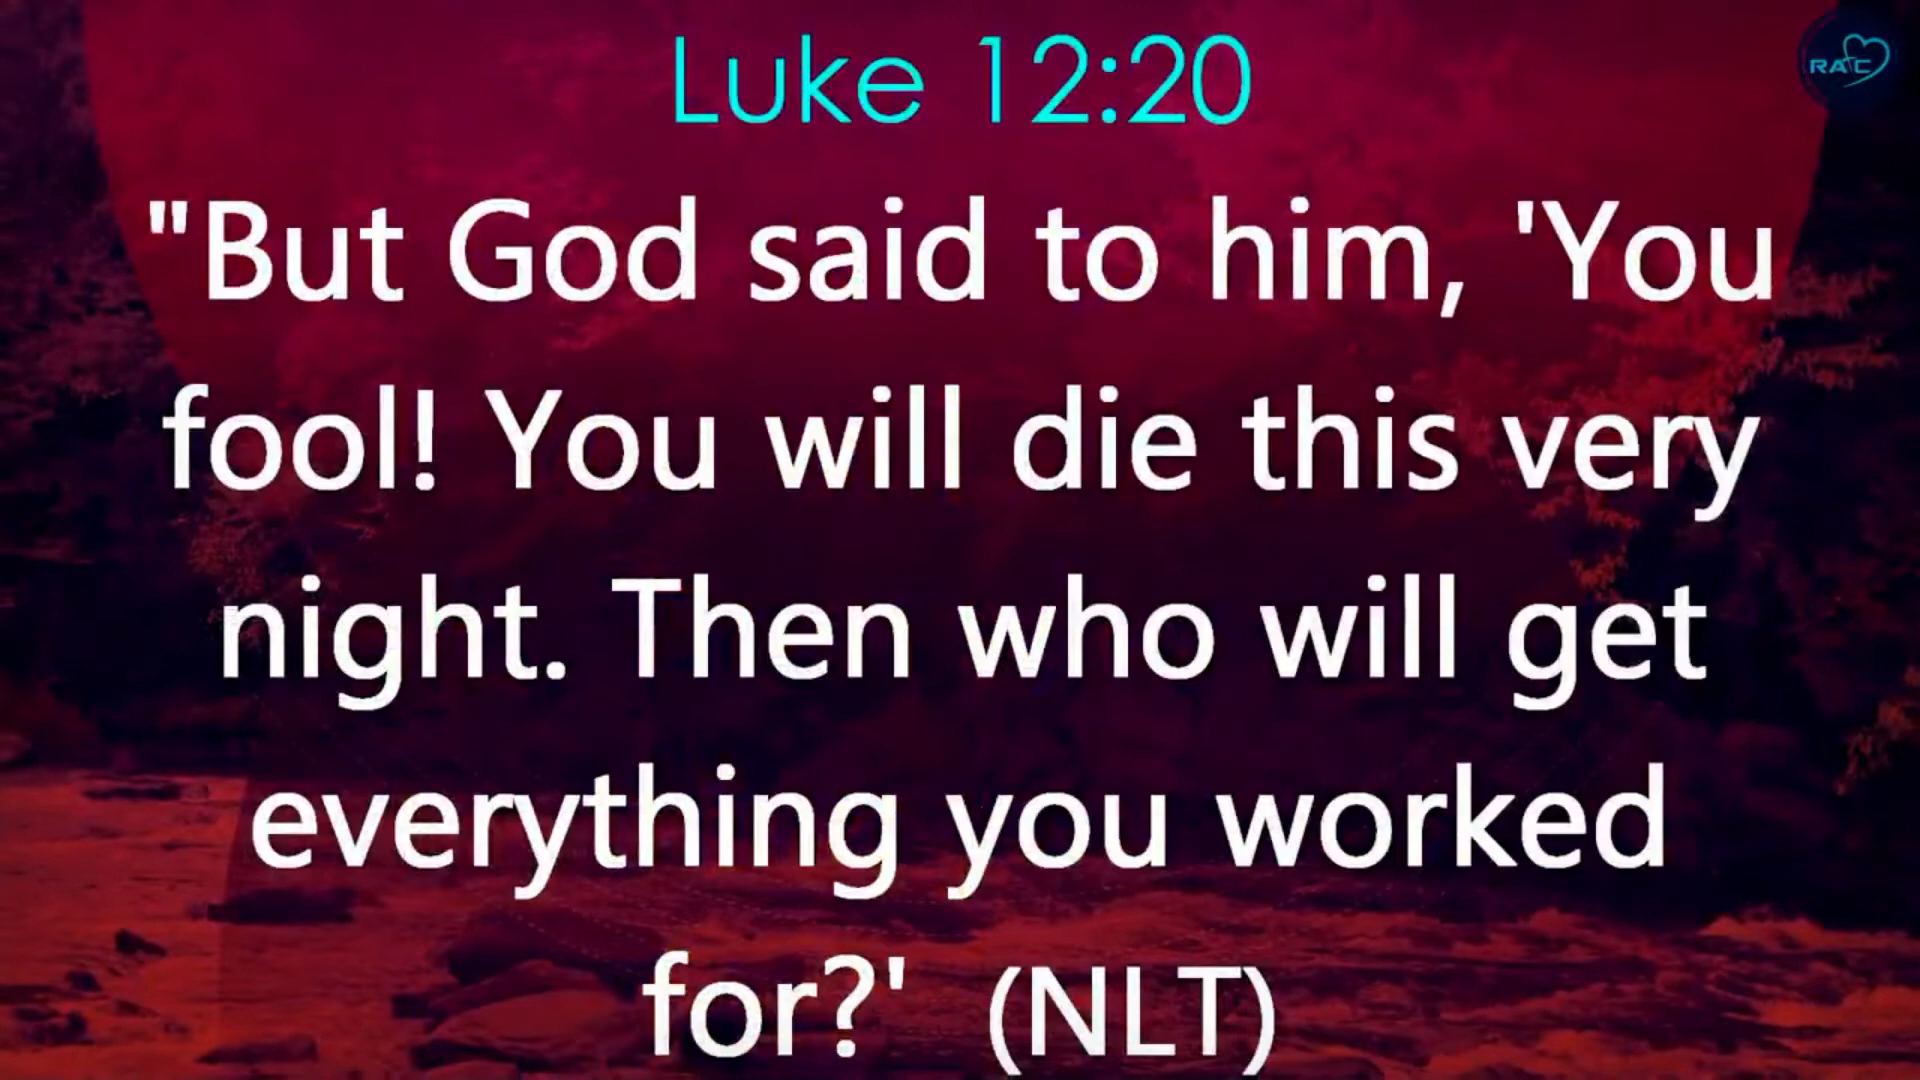 Luke 12:20
RAC
"But God said to him, 'You
fool! You will die this very
night. Then who will get
everything you worked
for?' (NLT)